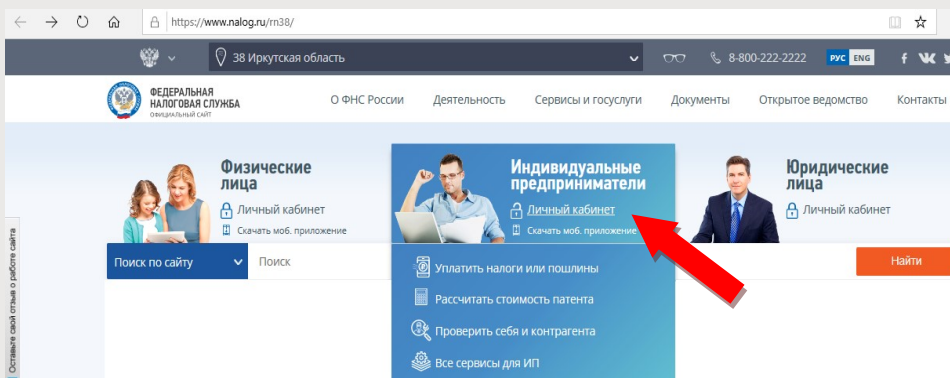 https://www.nalog.ru/rn38/
38 Иркутская область
8-800-222-2222
РУС ENG
ФЕДЕРАЛЬНАЯ
НАЛОГОВАЯ СЛУЖБА
ОФИЦИАЛЬНЫЙ САЙТ
О ФНС России Деятельность Сервисы и госуслуги Документы Открытое ведомство Контакты
Физические
лица
Личный кабинет
Скачать моб. приложение
Индивидуальные
предприниматели
Личный кабинет
Скачать моб. приложение
Юридические
лица
Личный кабинет
Поиск по сайту
Поиск
Найти
Уплатить налоги или пошлины
Рассчитать стоимость патента
Проверить себя и контрагента
Все сервисы для ИП
Оставьте свой отзыв о работе сайта